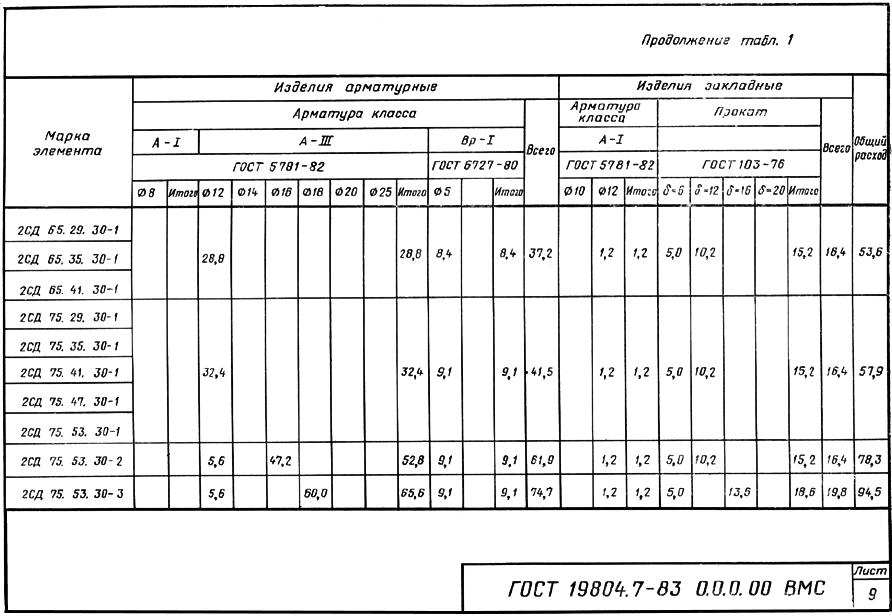 Продолжение табл. 1
Марка элемента
Изделия арматурные
Изделия закладные
Общий расход
Арматура класса
Всего
Арматура класса
Прокат
Всего
А-I
А-III
Вр-I
А-I
ГОСТ 5781-82
ГОСТ 6727-80
ГОСТ 5781-82
ГОСТ 103-76
Ø8 Итого Ø12 Ø14 Ø16 Ø18 Ø20 Ø25 Итого Ø5 Итого Ø10 Ø12 Итого δ=6 δ=12 δ=16 δ=20 Итого
2СД 65. 29. 30-1
2СД 65. 35. 30-1 28,8 28,8 8,4 8,4 37,2 1,2 1,2 5,0 10,2 15,2 16,4 53,6
2СД 65. 41. 30-1
2СД 75. 29. 30-1
2СД 75. 35. 30-1
2СД 75. 41. 30-1 32,4 32,4 9,1 9,1 41,5 1,2 1,2 5,0 10,2 15,2 16,4 57,9
2СД 75. 47. 30-1
2СД 75. 53. 30-1
2СД 75. 53. 30-2 5,6 47,2 52,8 9,1 9,1 61,9 1,2 1,2 5,0 10,2 15,2 16,4 78,3
2СД 75. 53. 30-3 5,6 60,0 65,6 9,1 9,1 74,7 1,2 1,2 5,0 13,6 18,6 19,8 94,5
ГОСТ 19804.7-83 0.0.0.00 ВМС
Лист
9